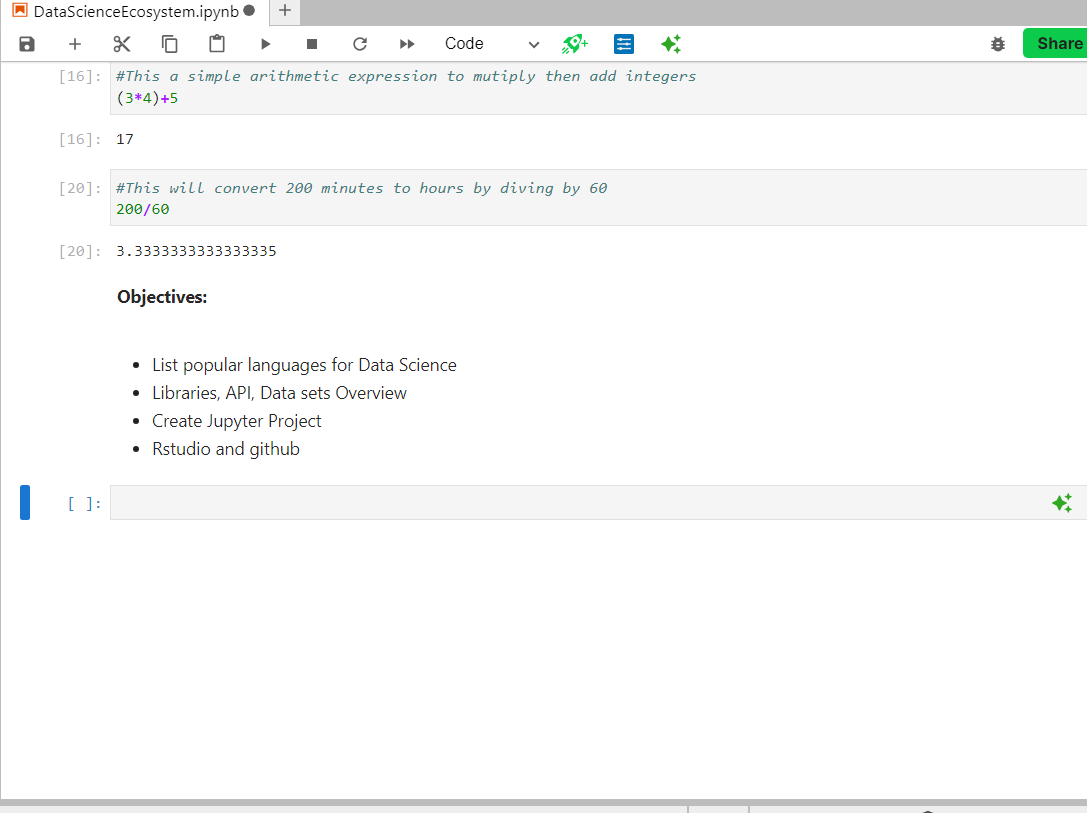 DataScienceEcosystem.ipynb
Code
Share
[16]: #This a simple arithmetic expression to mutiply then add integers
(3*4)+5
[16]: 17
[20]: #This will convert 200 minutes to hours by diving by 60
200/60
[20]: 3.3333333333333335
Objectives:
• List popular languages for Data Science
• Libraries, API, Data sets Overview
• Create Jupyter Project
• Rstudio and github
[ ]: